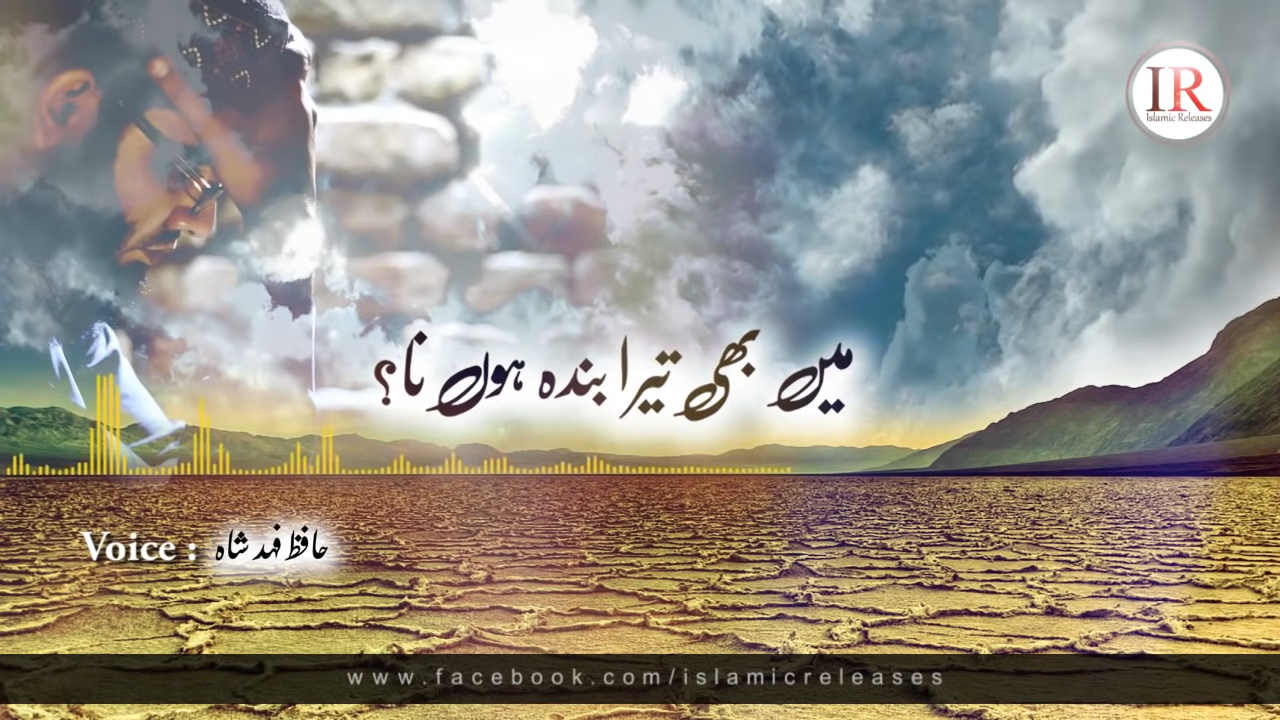 IR
Islamic Releases
میں بھی تیرا بندہ ہوں نا؟
Voice : حافظ فہد شاہ
www.facebook.com/islamicreleases